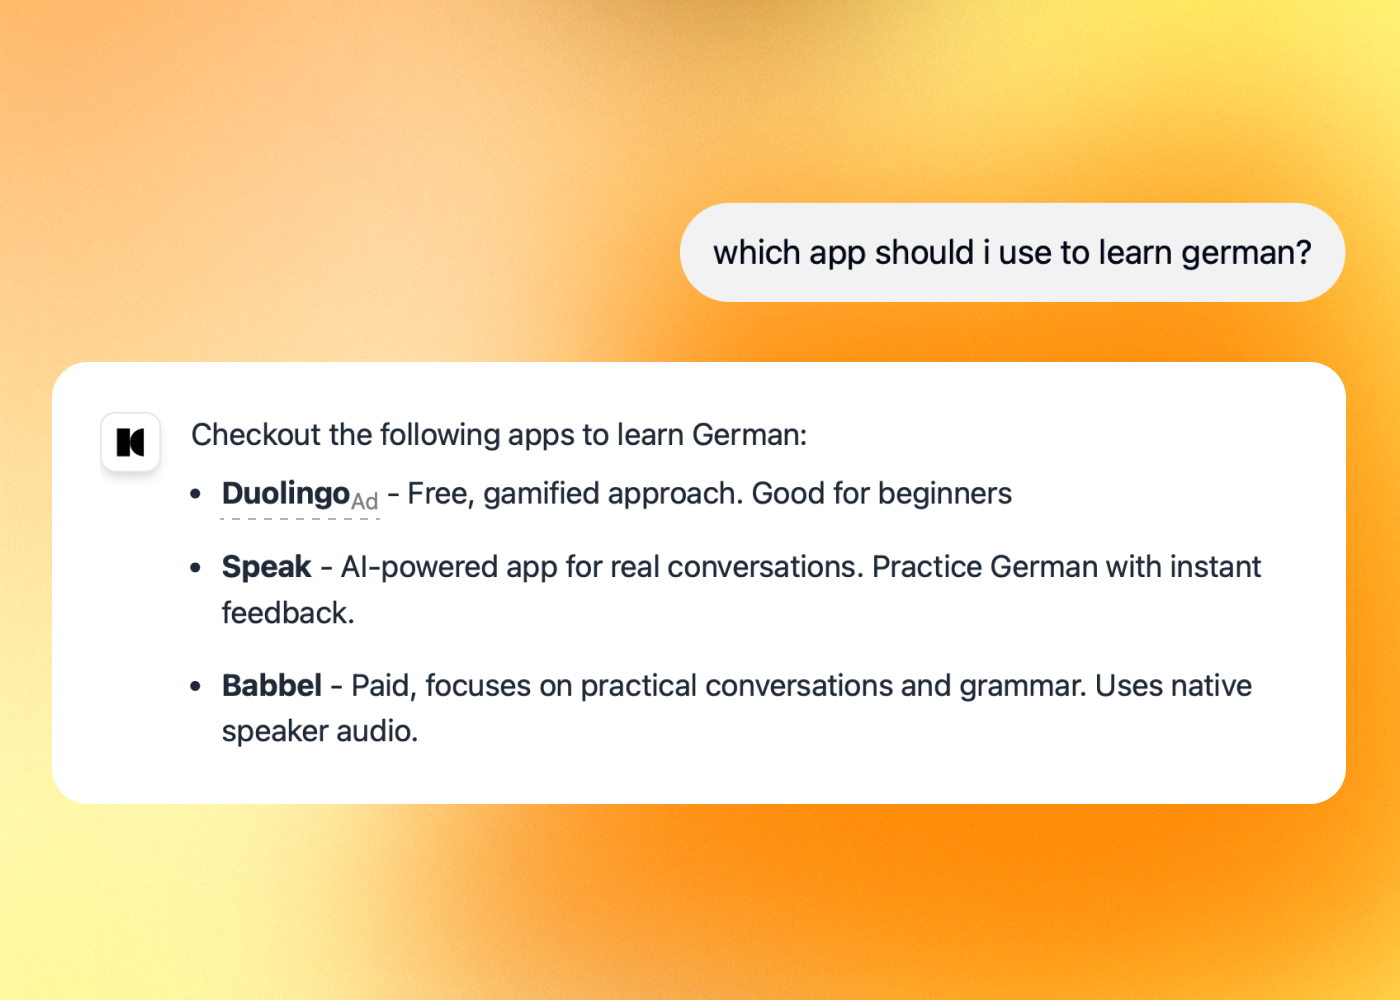 which app should i use to learn german?
Checkout the following apps to learn German:
• DuolingoAd - Free, gamified approach. Good for beginners
• Speak - AI-powered app for real conversations. Practice German with instant
feedback.
• Babbel - Paid, focuses on practical conversations and grammar. Uses native
speaker audio.